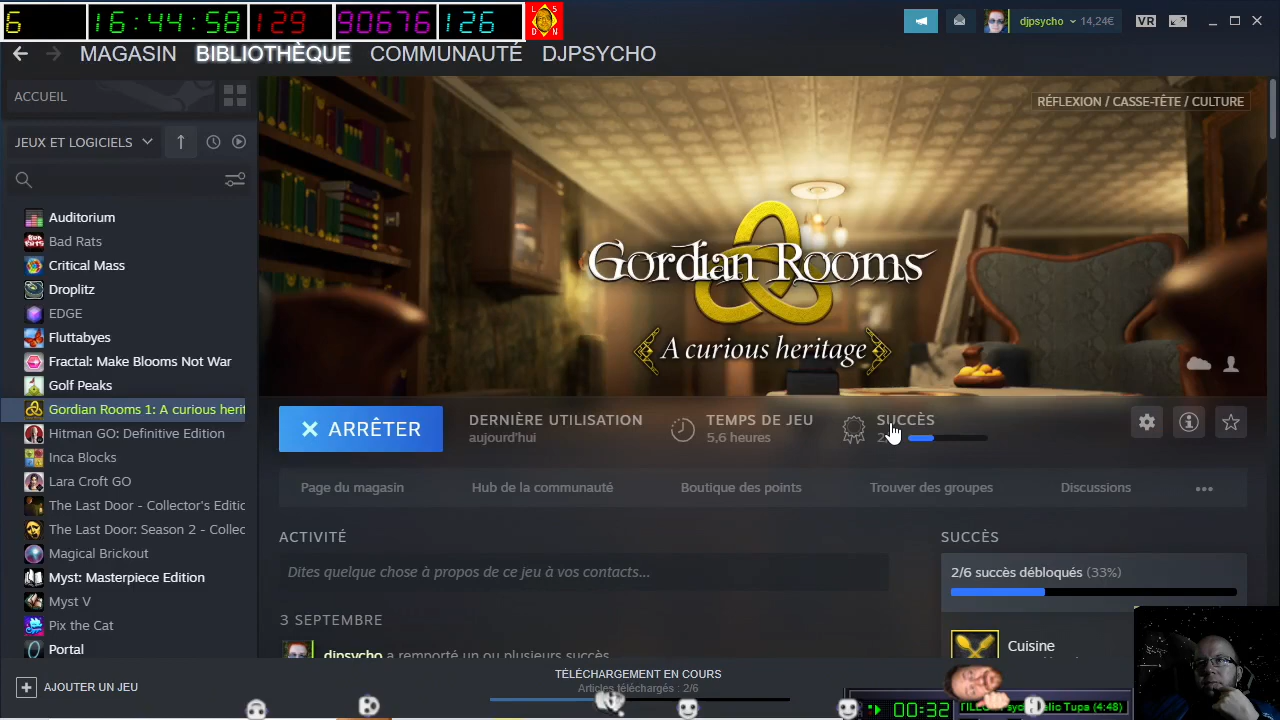 6
16:44:58
129
90676
126
LSDN
djpsycho
14,24€
VR
MAGASIN
BIBLIOTHÈQUE
COMMUNAUTÉ
DJPSYCHO
ACCUEIL
JEUX ET LOGICIELS
Auditorium
Bad Rats
Critical Mass
Droplitz
EDGE
Fluttabyes
Fractal: Make Blooms Not War
Golf Peaks
Gordian Rooms 1: A curious herit
Hitman GO: Definitive Edition
Inca Blocks
Lara Croft GO
The Last Door - Collector's Editic
The Last Door: Season 2 - Collec
Magical Brickout
Myst: Masterpiece Edition
Myst V
Pix the Cat
Portal
AJOUTER UN JEU
RÉFLEXION / CASSE-TÊTE / CULTURE
Gordian Rooms
A curious heritage
ARRÊTER
DERNIÈRE UTILISATION
aujourd'hui
TEMPS DE JEU
5,6 heures
SUCCÈS
Page du magasin
Hub de la communauté
Boutique des points
Trouver des groupes
Discussions
ACTIVITÉ
Dites quelque chose à propos de ce jeu à vos contacts...
3 SEPTEMBRE
djpsycho a remporté un ou plusieurs succès
SUCCÈS
2/6 succès débloqués (33%)
Cuisine
TÉLÉCHARGEMENT EN COURS
Articles téléchargés : 2/6
00:32
Tupa (4:48)